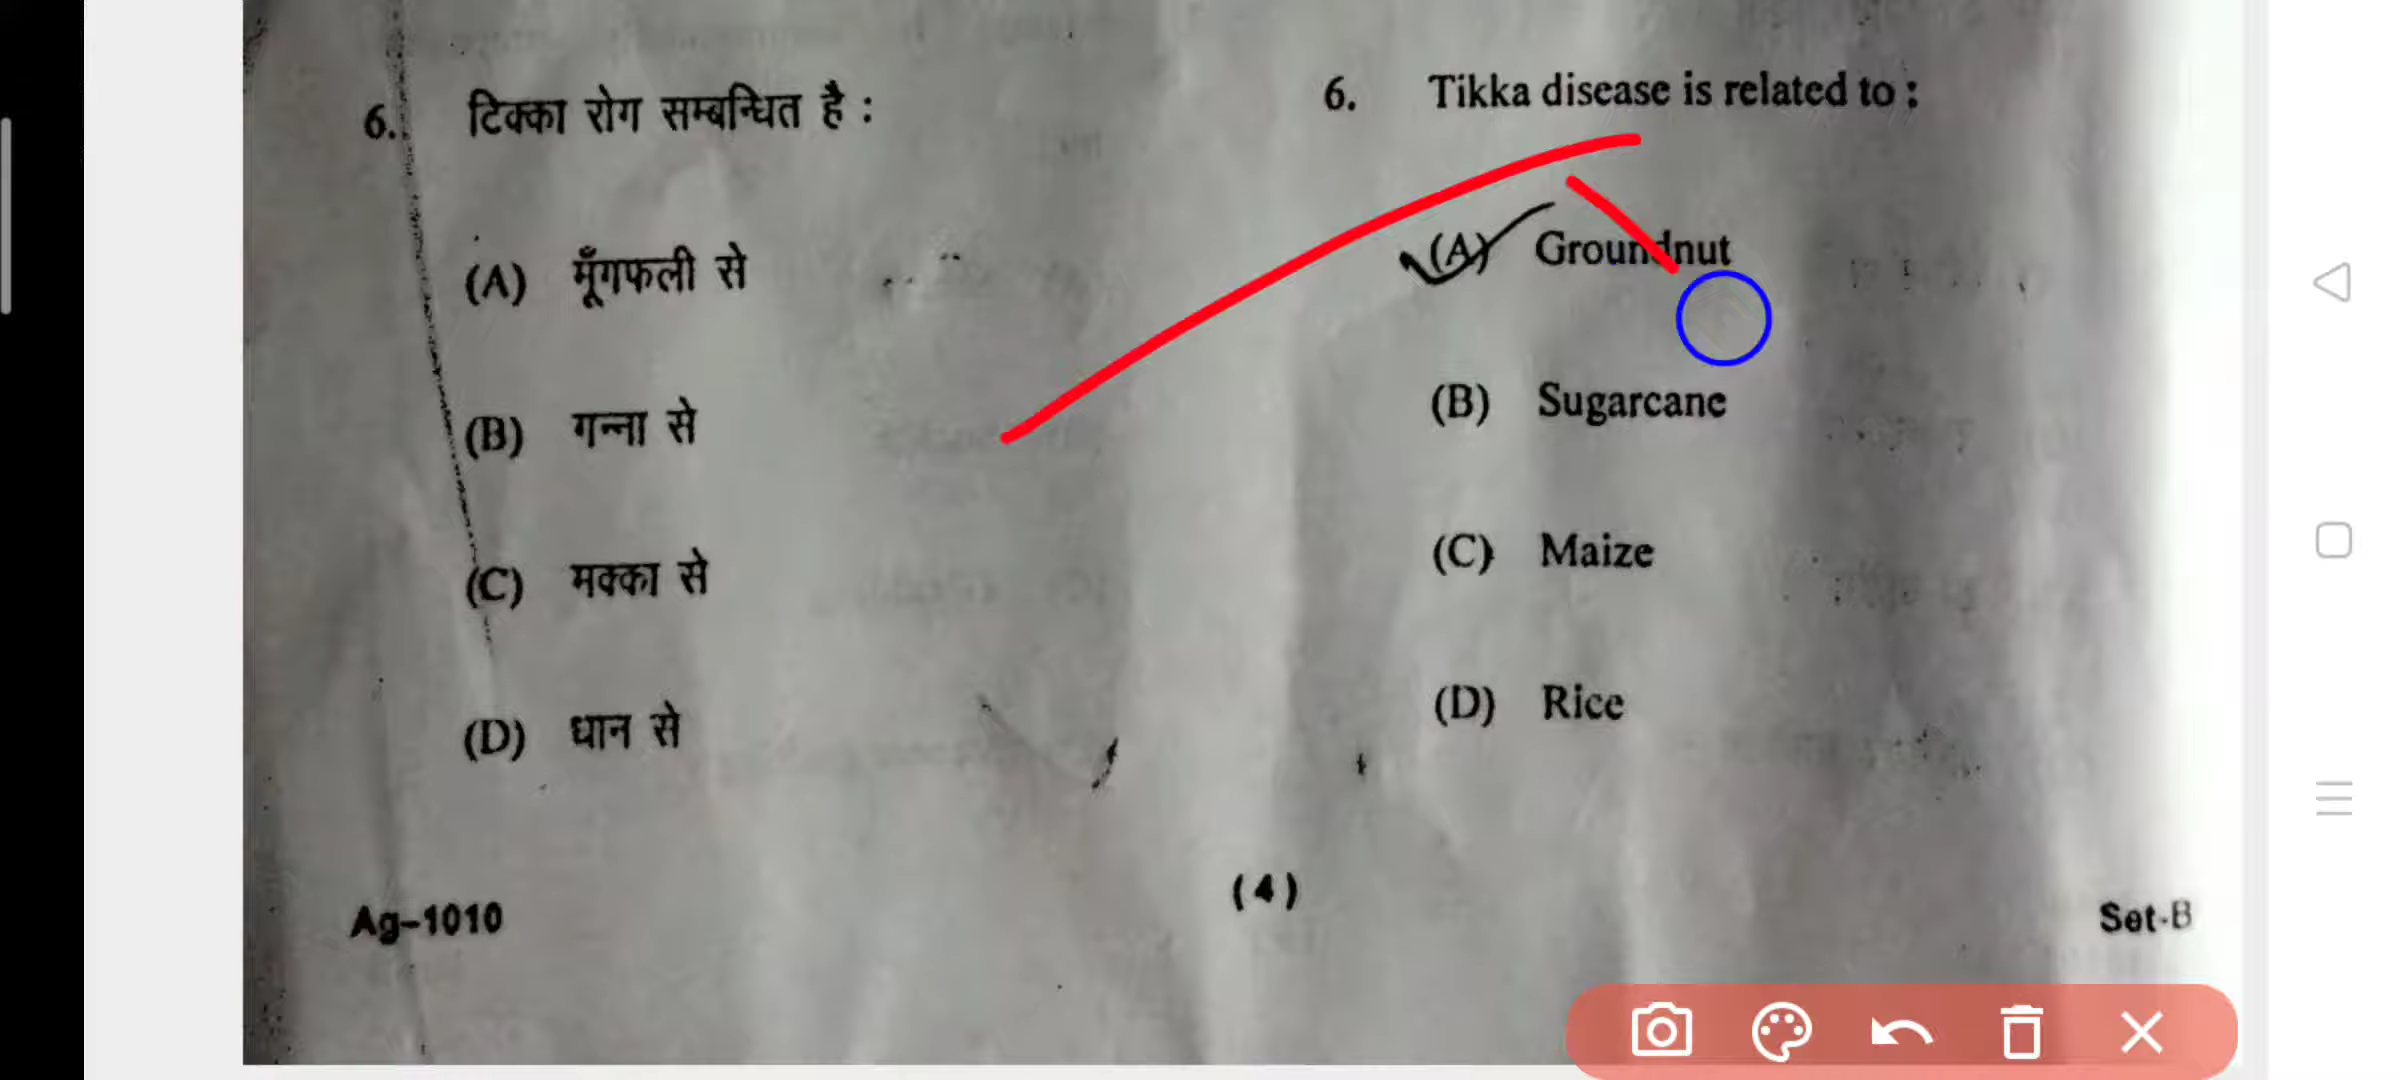 6. टिक्का रोग सम्बन्धित है :
(A) मूँगफली से
(B) गन्ना से
(C) मक्का से
(D) धान से
6. Tikka disease is related to :
(A) Groundnut
(B) Sugarcane
(C) Maize
(D) Rice
Ag-1010
(4)
Set-B